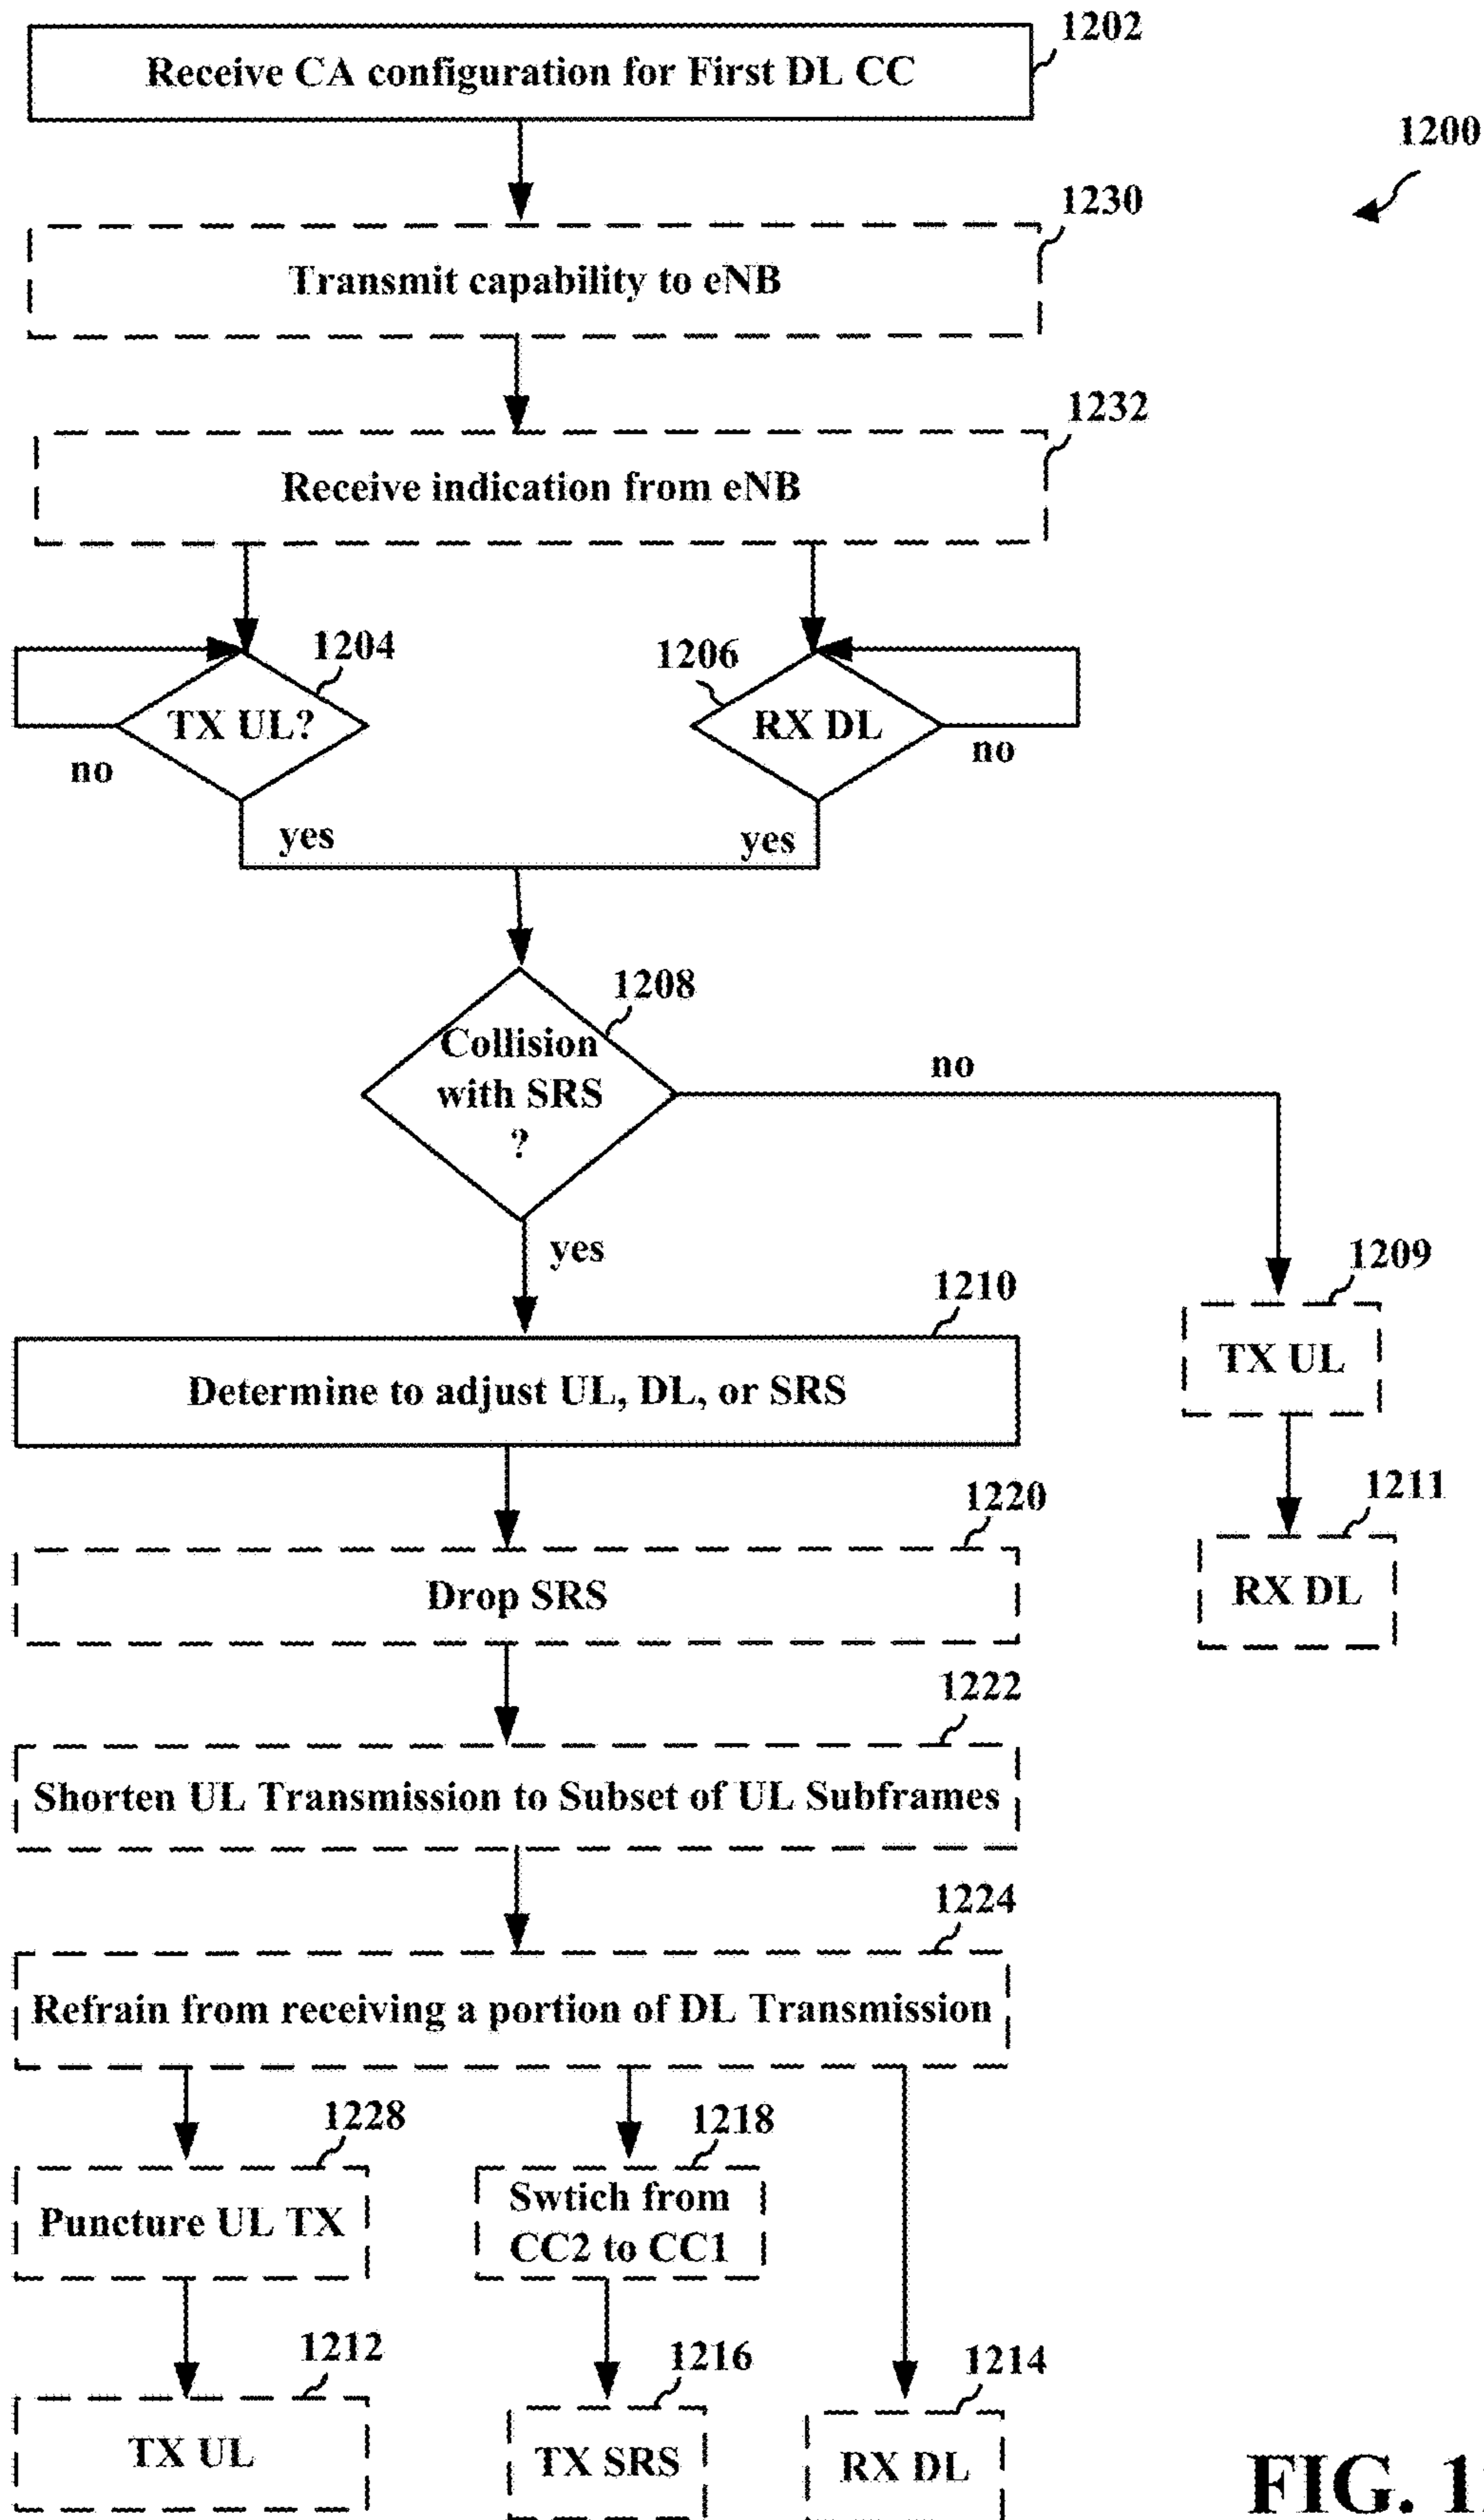 1202
Receive CA configuration for First DL CC
1200
1230
Transmit capability to eNB
1232
Receive indication from eNB
1204
1206
TX UL?
RX DL
no
no
yes
yes
1208
Collision
with SRS
?
no
yes
1209
1210
TX UL
Determine to adjust UL, DL, or SRS
1211
1220
RX DL
Drop SRS
1222
Shorten UL Transmission to Subset of UL Subframes
1224
Refrain from receiving a portion of DL Transmission
1228
1218
Puncture UL TX
Swtich from
CC2 to CC1
1212
1216
1214
TX UL
TX SRS
RX DL
FIG.